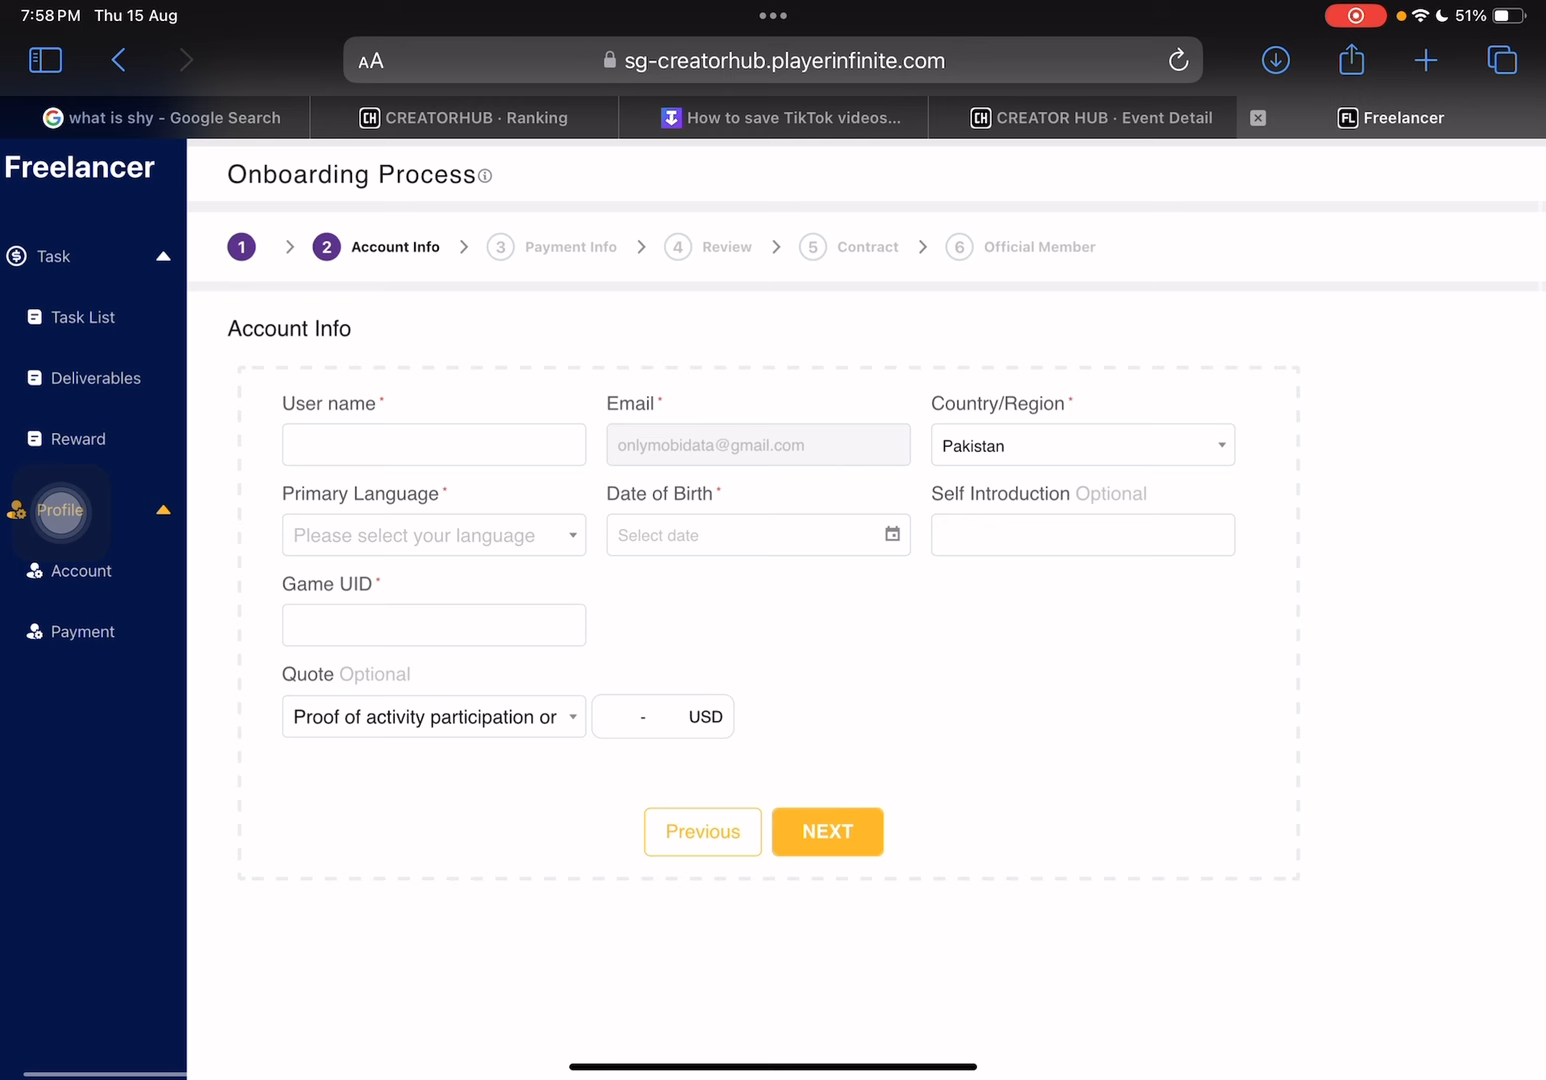 7:58 PM Thu 15 Aug
51%
AA
sg-creatorhub.playerinfinite.com
G what is shy - Google Search
CH CREATORHUB · Ranking
How to save TikTok videos...
CH CREATOR HUB · Event Detail
FL Freelancer
Freelancer
Task
Task List
Deliverables
Reward
Profile
Account
Payment
Onboarding Process
1 > 2 Account Info > 3 Payment Info > 4 Review > 5 Contract > 6 Official Member
Account Info
User name* Email* Country/Region*
onlymobidata@gmail.com Pakistan
Primary Language* Date of Birth* Self Introduction Optional
Please select your language Select date
Game UID*
Quote Optional
Proof of activity participation or - USD
Previous NEXT